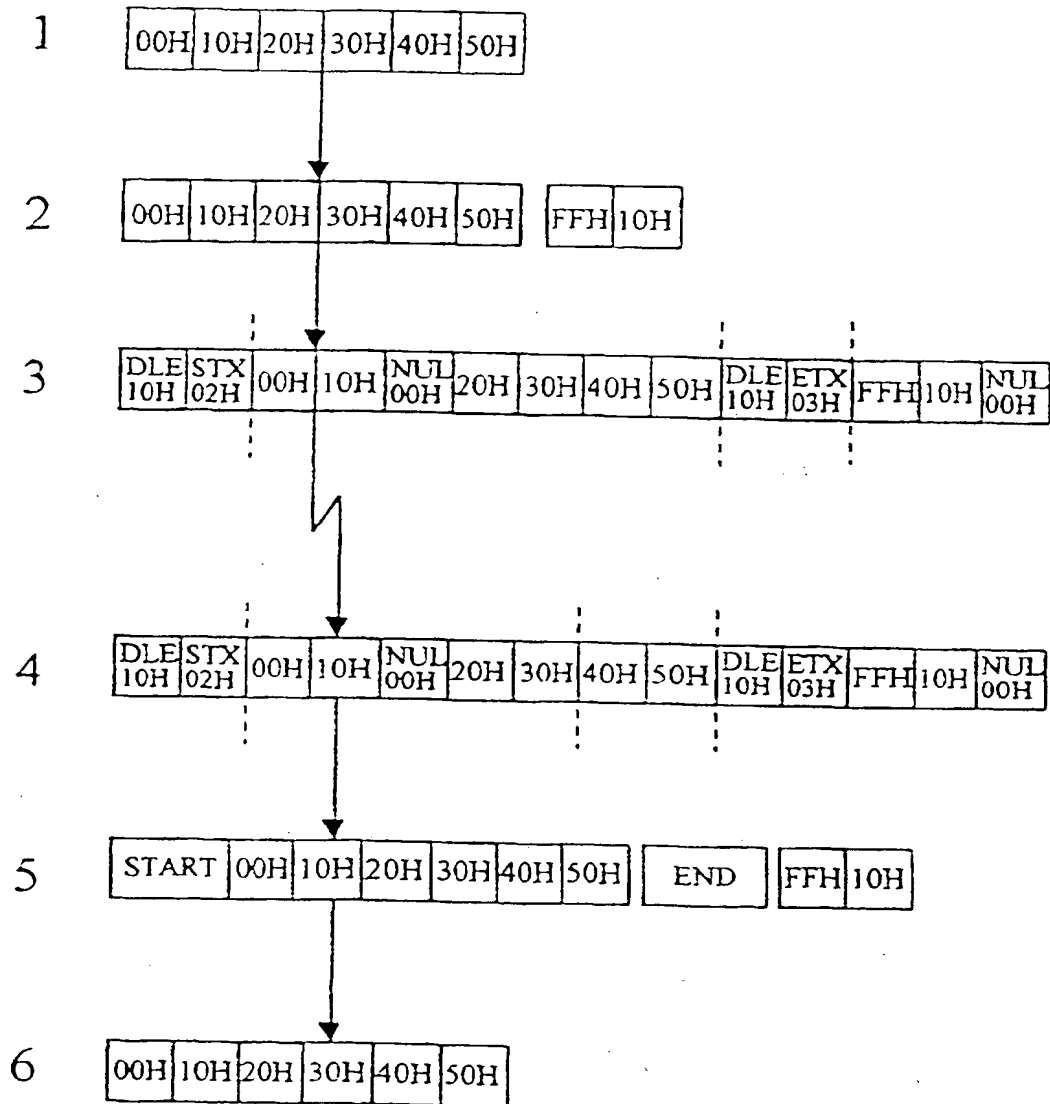 1 00H 10H 20H 30H 40H 50H
2 00H 10H 20H 30H 40H 50H FFH 10H
3 DLE 10H STX 02H 00H 10H NUL 00H 20H 30H 40H 50H DLE 10H ETX 03H FFH 10H NUL 00H
4 DLE 10H STX 02H 00H 10H NUL 00H 20H 30H 40H 50H DLE 10H ETX 03H FFH 10H NUL 00H
5 START 00H 10H 20H 30H 40H 50H END FFH 10H
6 00H 10H 20H 30H 40H 50H